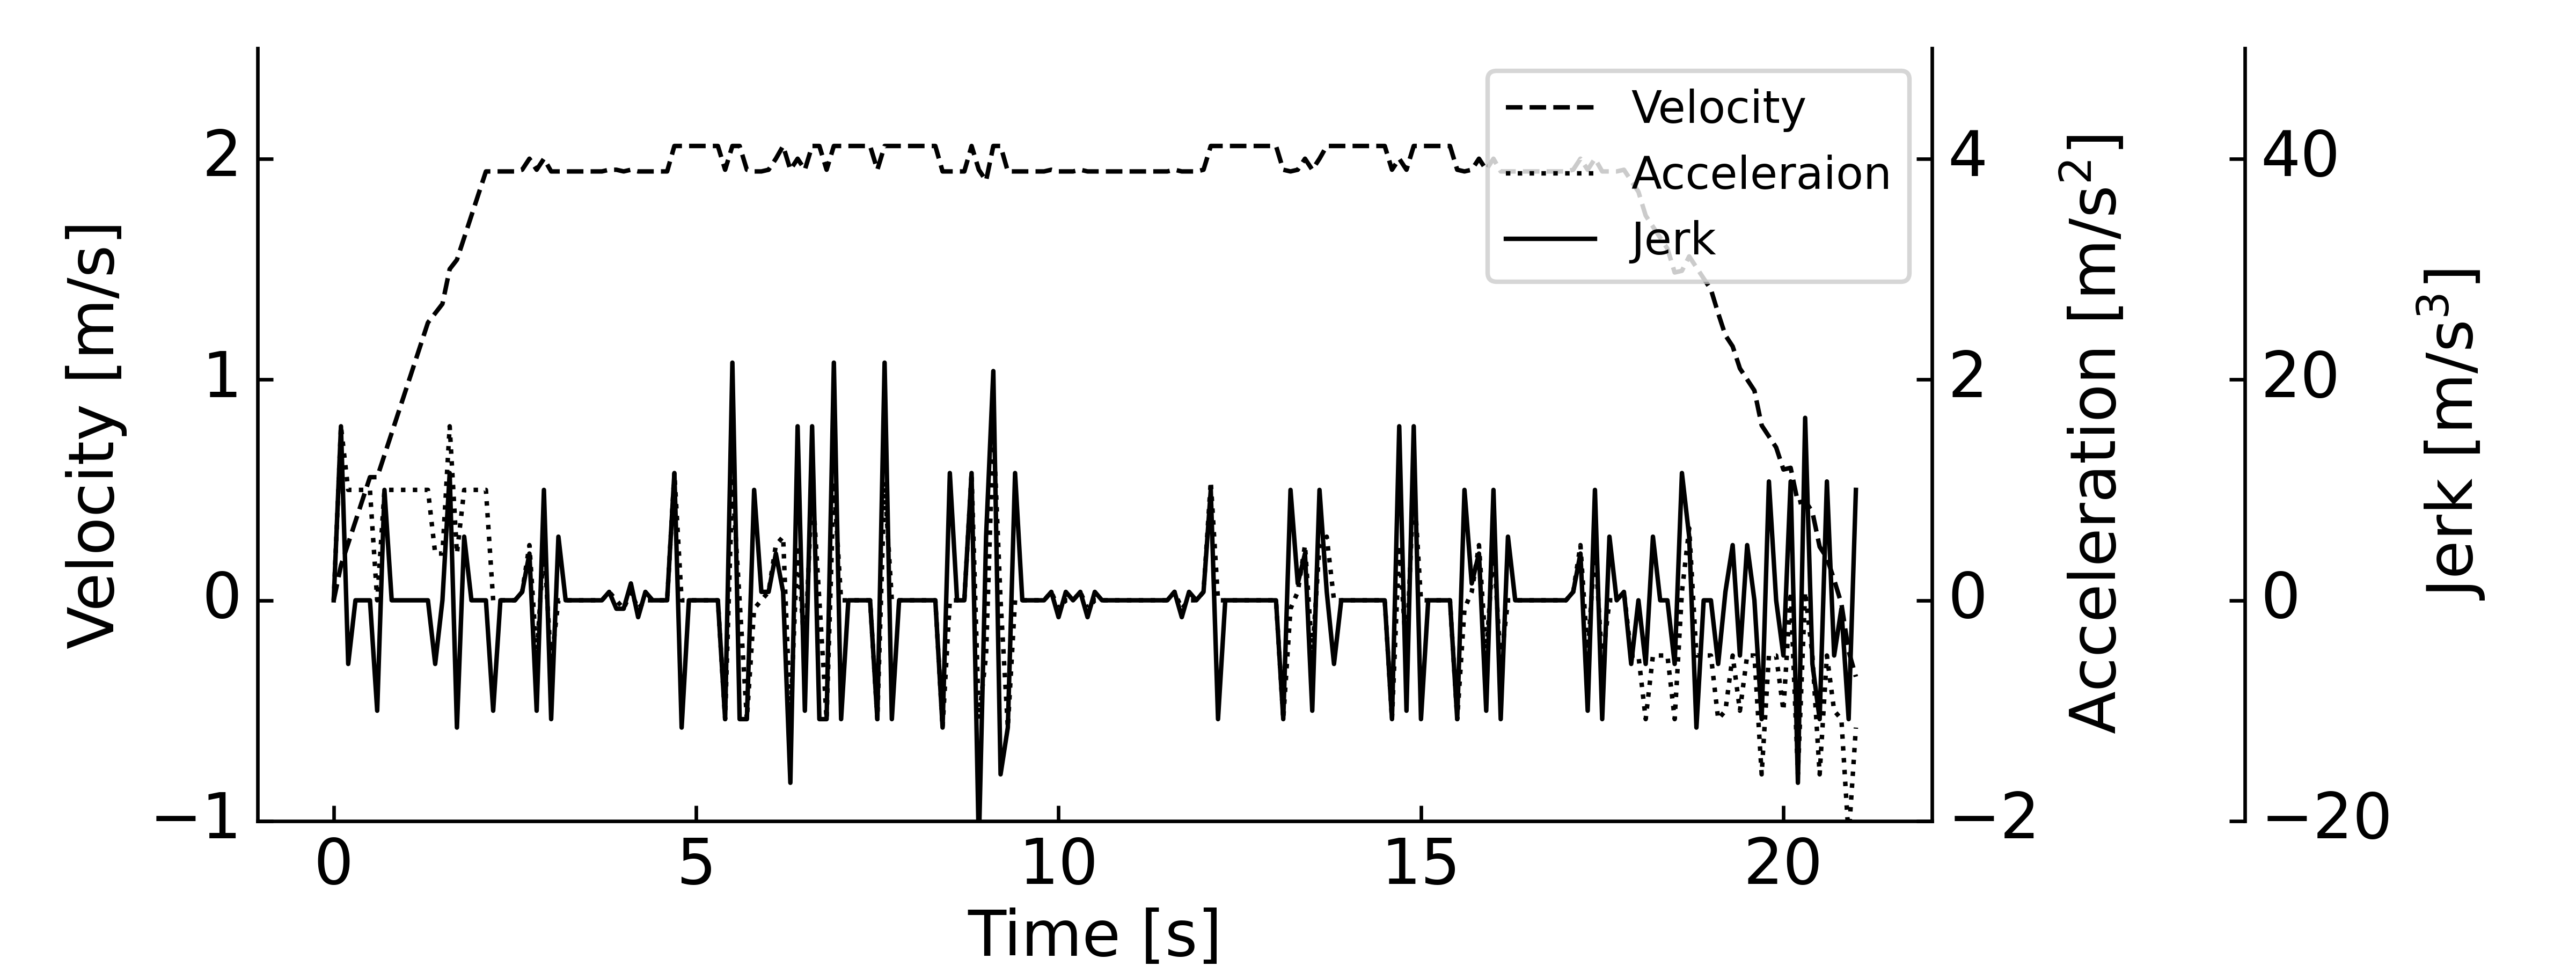 Velocity [m/s]
2
1
0
−1
0 5 10 15 20
Time [s]
Velocity
Acceleraion
Jerk
4
2
0
−2
Acceleration [m/s²]
40
20
0
−20
Jerk [m/s³]